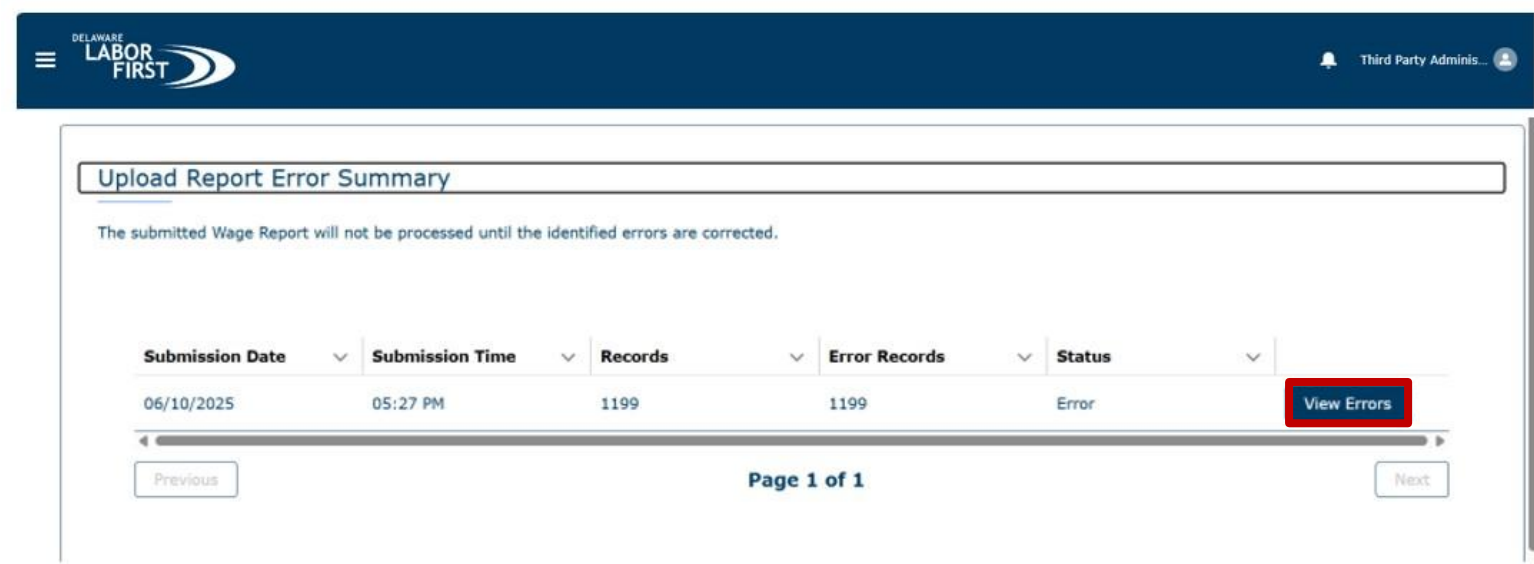 DELAWARE
LABOR
FIRST
Third Party Adminis...
Upload Report Error Summary
The submitted Wage Report will not be processed until the identified errors are corrected.
Submission Date Submission Time Records Error Records Status
06/10/2025 05:27 PM 1199 1199 Error View Errors
Previous Page 1 of 1 Next